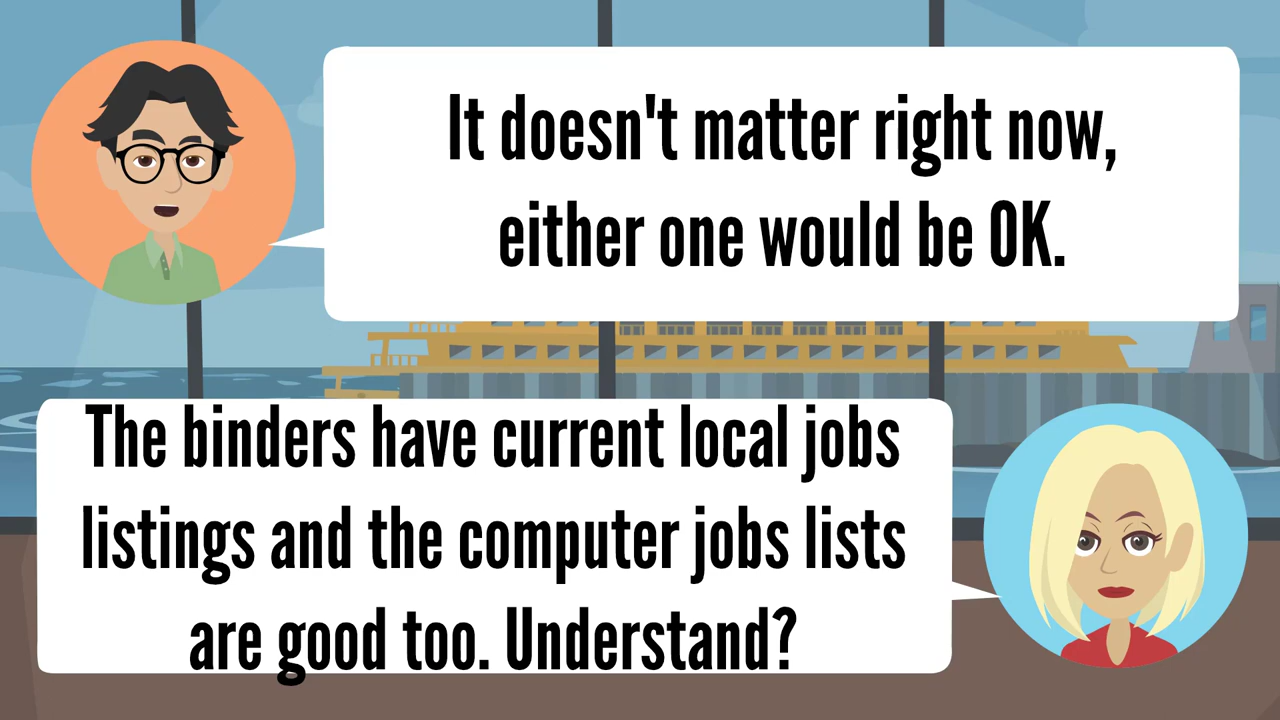 It doesn't matter right now,
either one would be OK.
The binders have current local jobs
listings and the computer jobs lists
are good too. Understand?